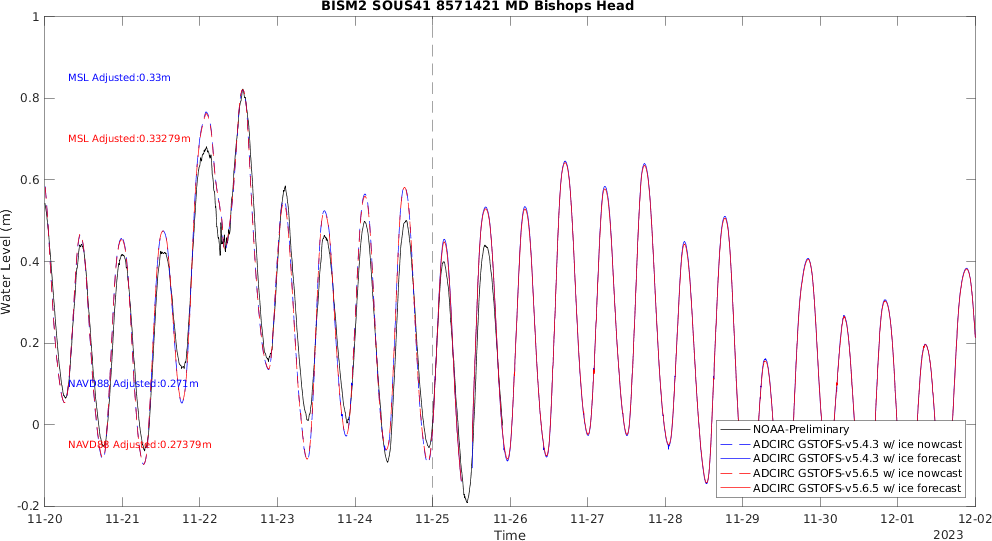 BISM2 SOUS41 8571421 MD Bishops Head
1
0.8
0.6
0.4
0.2
0
-0.2
Water Level (m)
MSL Adjusted:0.33m
MSL Adjusted:0.33279m
NAVD88 Adjusted:0.271m
NAVD88 Adjusted:0.27379m
NOAA-Preliminary
ADCIRC GSTOFS-v5.4.3 w/ ice nowcast
ADCIRC GSTOFS-v5.4.3 w/ ice forecast
ADCIRC GSTOFS-v5.6.5 w/ ice nowcast
ADCIRC GSTOFS-v5.6.5 w/ ice forecast
11-20 11-21 11-22 11-23 11-24 11-25 11-26 11-27 11-28 11-29 11-30 12-01 12-02
Time
2023